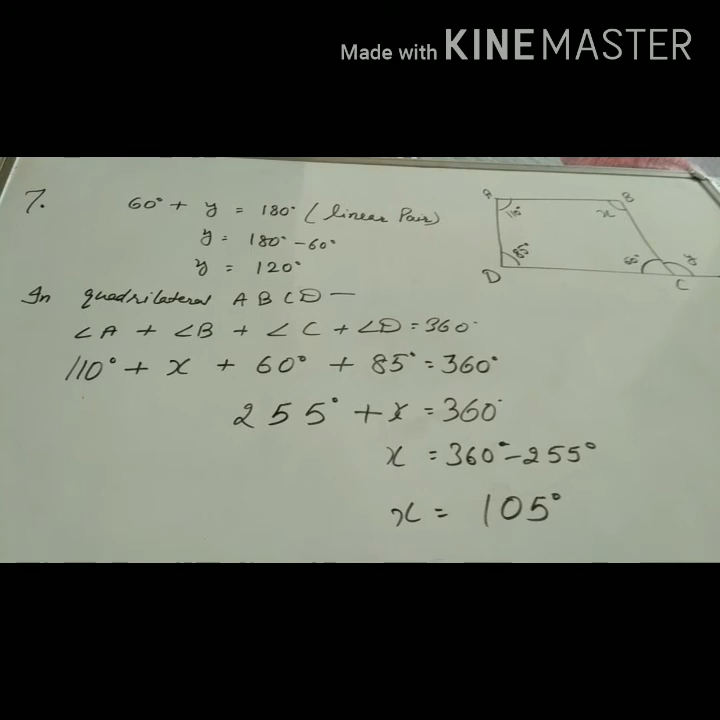 Made with KINEMASTER
7.
60° + y = 180° (linear Pair)
y = 180° - 60°
y = 120°
In quadrilateral ABCD —
∠A + ∠B + ∠C + ∠D = 360°
110° + x + 60° + 85° = 360°
255° + x = 360°
x = 360° - 255°
x = 105°
A B
110° x
85° 60° y
D C